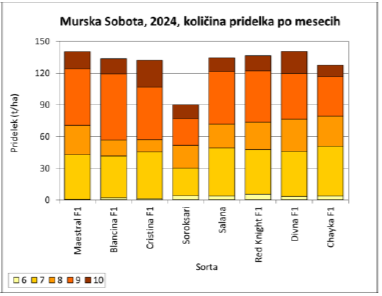 Murska Sobota, 2024, količina pridelka po mesecih
Pridelek (t/ha)
150
120
90
60
30
0
Maestral F1
Blancina F1
Cristina F1
Soroksari
Salana
Red Knight F1
Divna F1
Chayka F1
Sorta
6 7 8 9 10